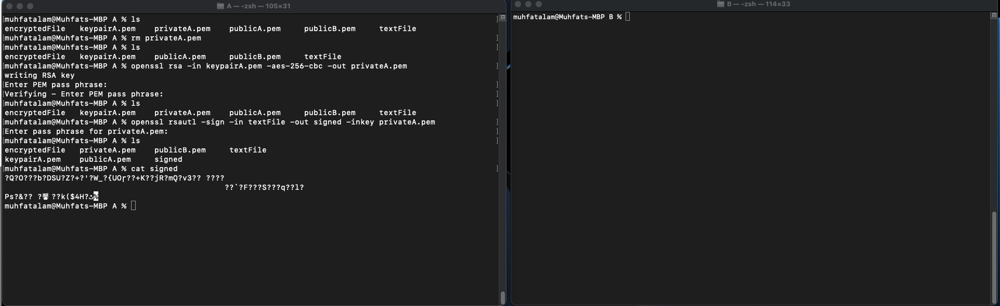 A — -zsh — 105×31
muhfatalam@Muhfats-MBP A % ls
encryptedFile keypairA.pem privateA.pem publicA.pem publicB.pem textFile
muhfatalam@Muhfats-MBP A % rm privateA.pem
muhfatalam@Muhfats-MBP A % ls
encryptedFile keypairA.pem publicA.pem publicB.pem textFile
muhfatalam@Muhfats-MBP A % openssl rsa -in keypairA.pem -aes-256-cbc -out privateA.pem
writing RSA key
Enter PEM pass phrase:
Verifying - Enter PEM pass phrase:
muhfatalam@Muhfats-MBP A % ls
encryptedFile keypairA.pem privateA.pem publicA.pem publicB.pem textFile
muhfatalam@Muhfats-MBP A % openssl rsautl -sign -in textFile -out signed -inkey privateA.pem
Enter pass phrase for privateA.pem:
muhfatalam@Muhfats-MBP A % ls
encryptedFile privateA.pem publicB.pem textFile
keypairA.pem publicA.pem signed
muhfatalam@Muhfats-MBP A % cat signed
?Q?O???b?DSU?Z?+?'?W_?{UOɼ??+K??jR?mQ?v3?? ????
??`?F???S???q??l?
Ps?&?? ? ??k($4H? %
muhfatalam@Muhfats-MBP A %
B — -zsh — 114×33
muhfatalam@Muhfats-MBP B %